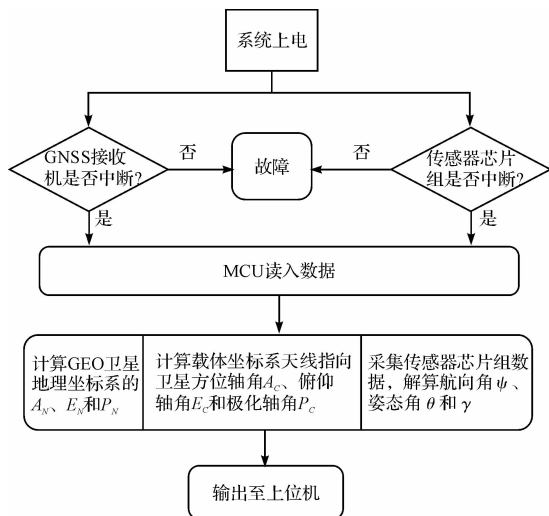 系统上电
GNSS接收
机是否中断?
否
故障
否
传感器芯片
组是否中断?
是
是
MCU读入数据
计算GEO卫星
地理坐标系的
A_N、E_N和P_N
计算载体坐标系天线指向
卫星方位轴角A_C、俯仰
轴角E_C和极化轴角P_C
采集传感器芯片组数
据,解算航向角ψ、
姿态角θ和γ
输出至上位机